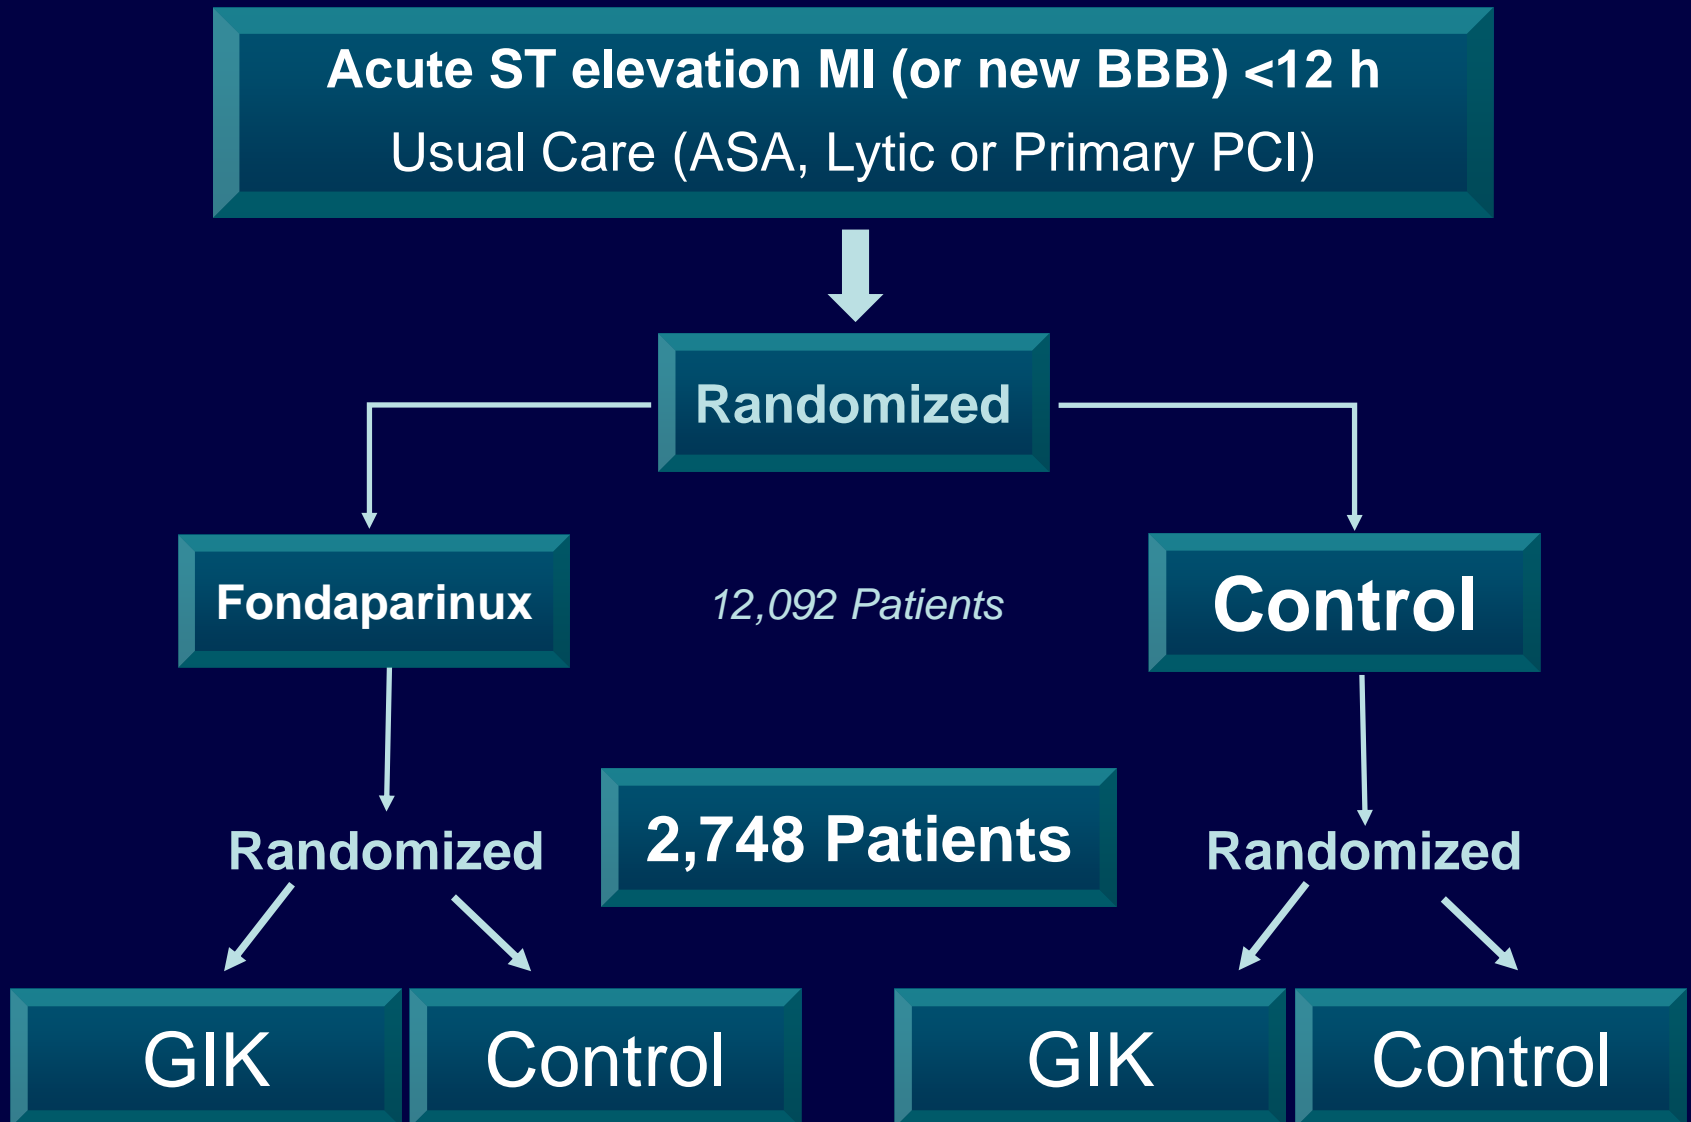 Acute ST elevation MI (or new BBB) <12 h
Usual Care (ASA, Lytic or Primary PCI)
Randomized
Fondaparinux
12,092 Patients
Control
Randomized
2,748 Patients
Randomized
GIK
Control
GIK
Control